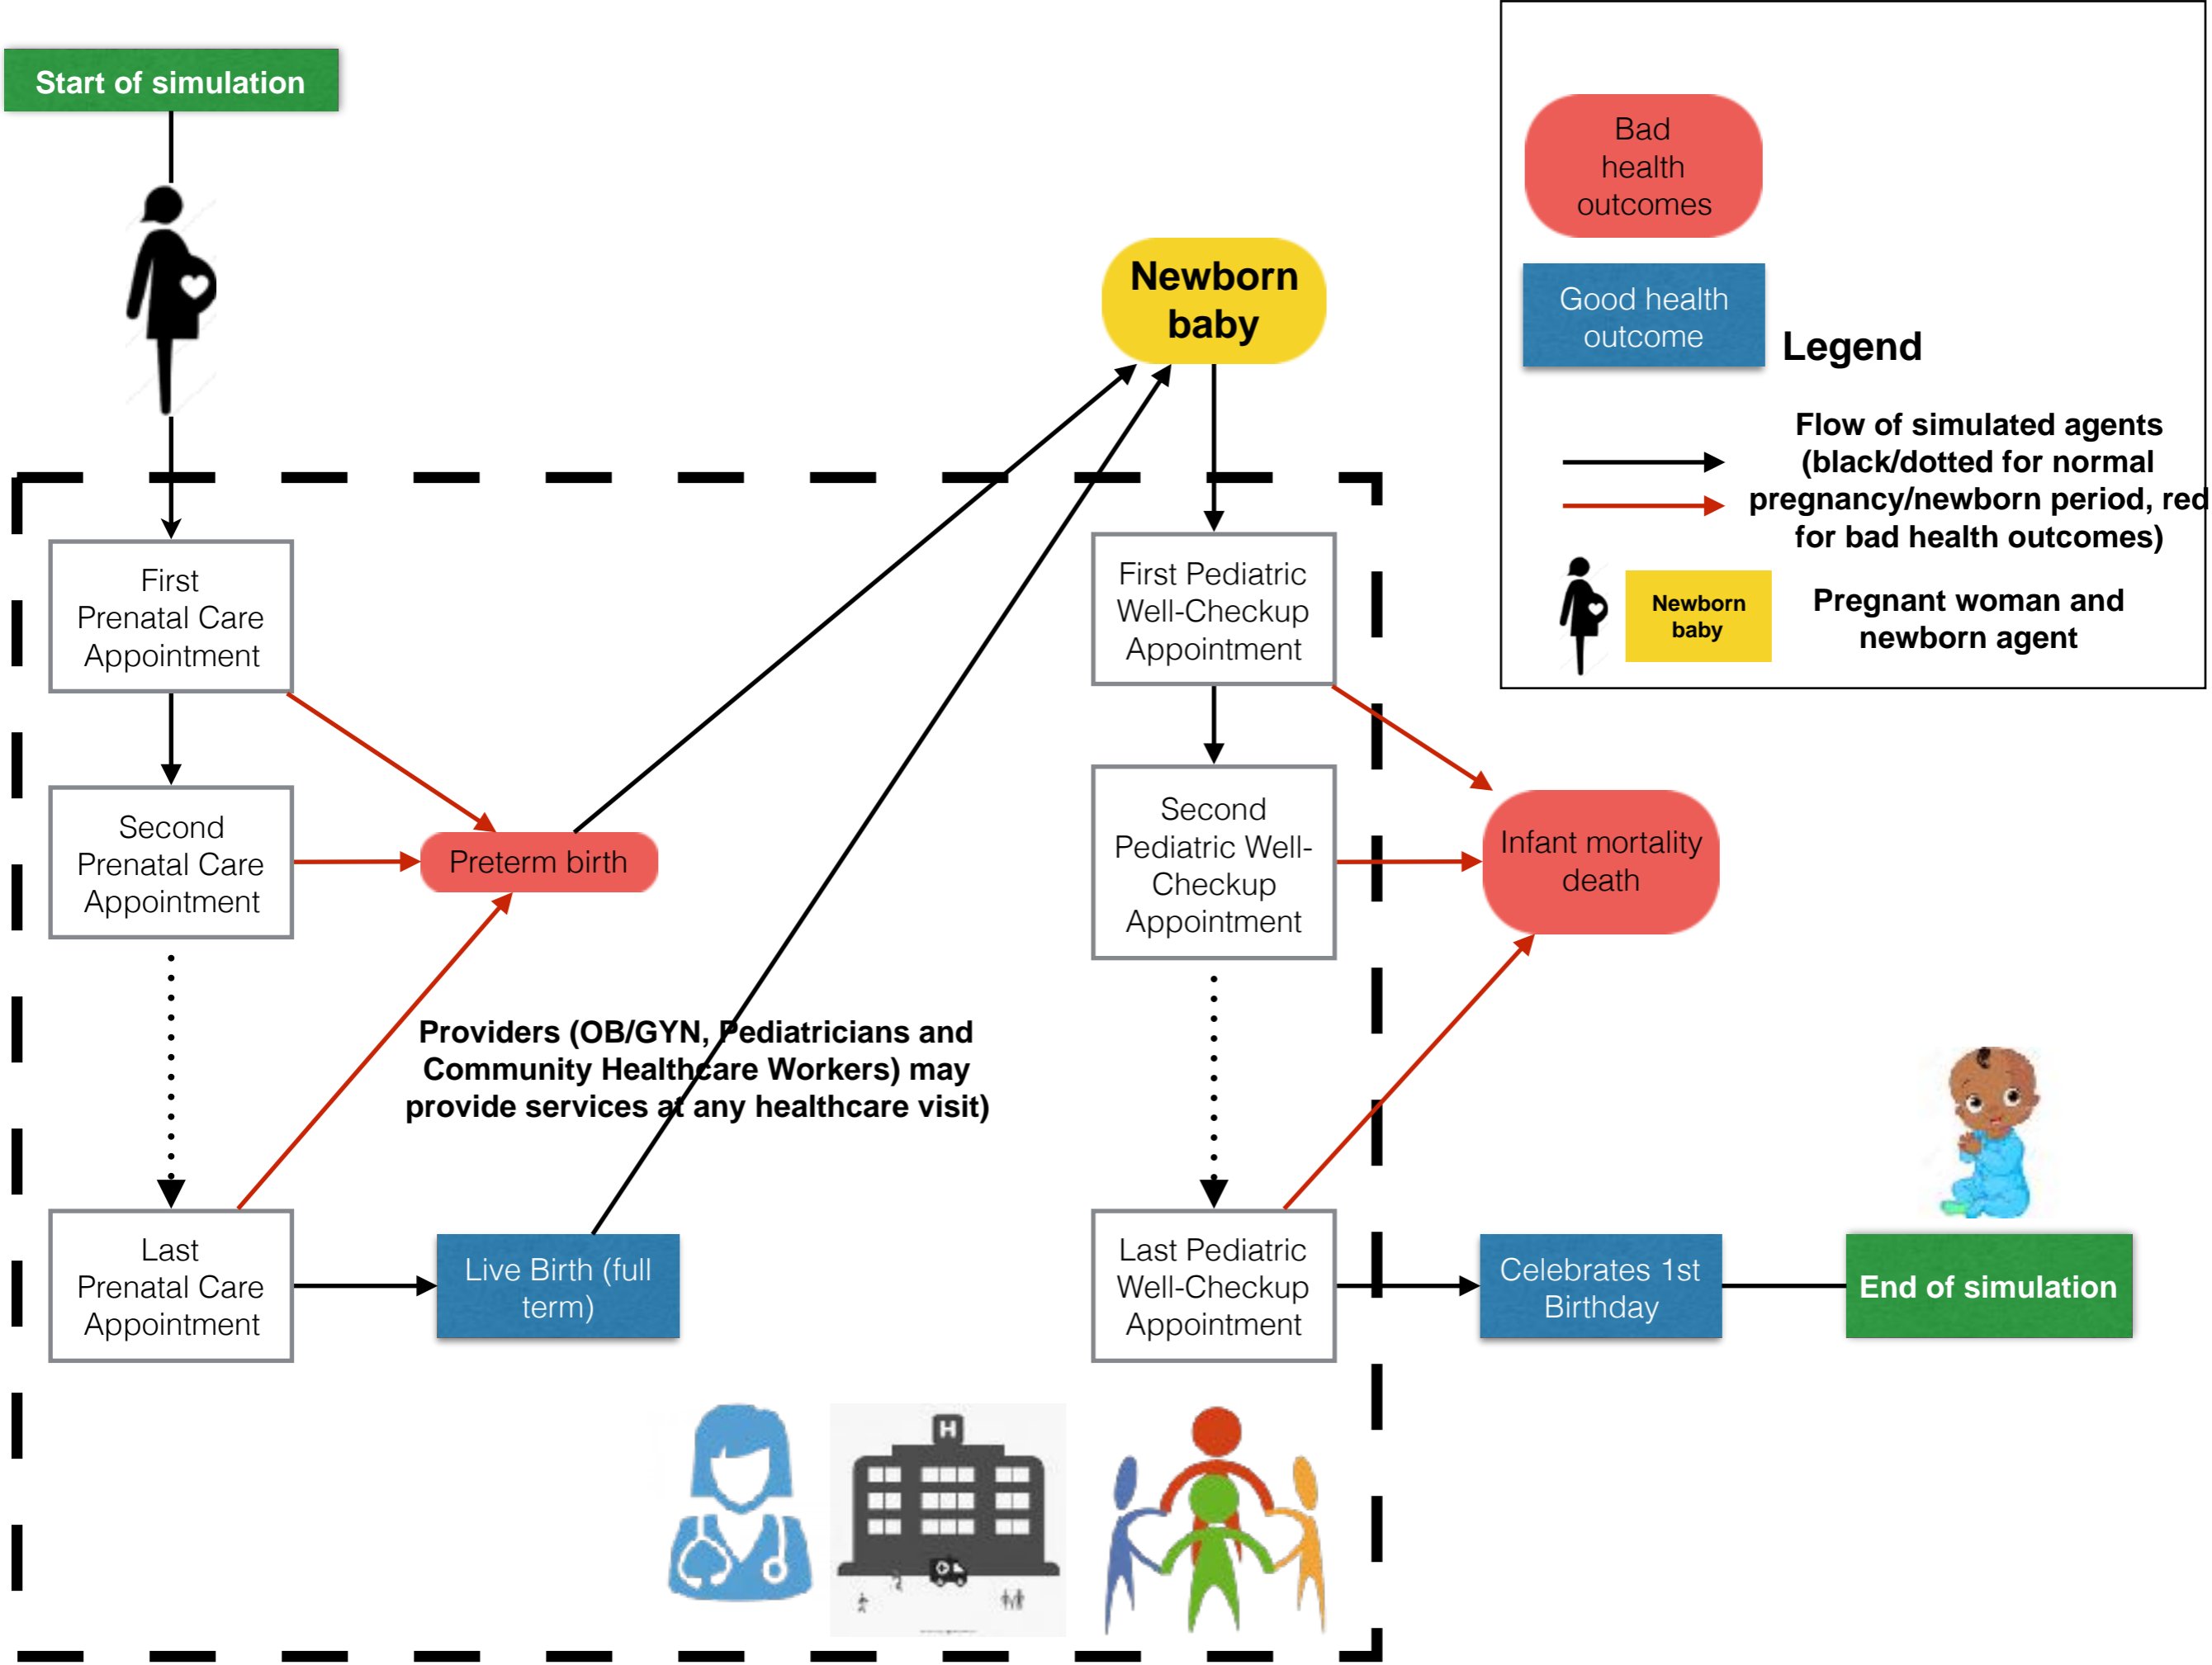 Start of simulation
Newborn
baby
Bad
health
outcomes
Good health
outcome
Legend
Flow of simulated agents
(black/dotted for normal
pregnancy/newborn period, red
for bad health outcomes)
Newborn
baby
Pregnant woman and
newborn agent
First
Prenatal Care
Appointment
Second
Prenatal Care
Appointment
Preterm birth
Providers (OB/GYN, Pediatricians and
Community Healthcare Workers) may
provide services at any healthcare visit)
Last
Prenatal Care
Appointment
Live Birth (full
term)
First Pediatric
Well-Checkup
Appointment
Second
Pediatric Well-
Checkup
Appointment
Infant mortality
death
Last Pediatric
Well-Checkup
Appointment
Celebrates 1st
Birthday
End of simulation
H